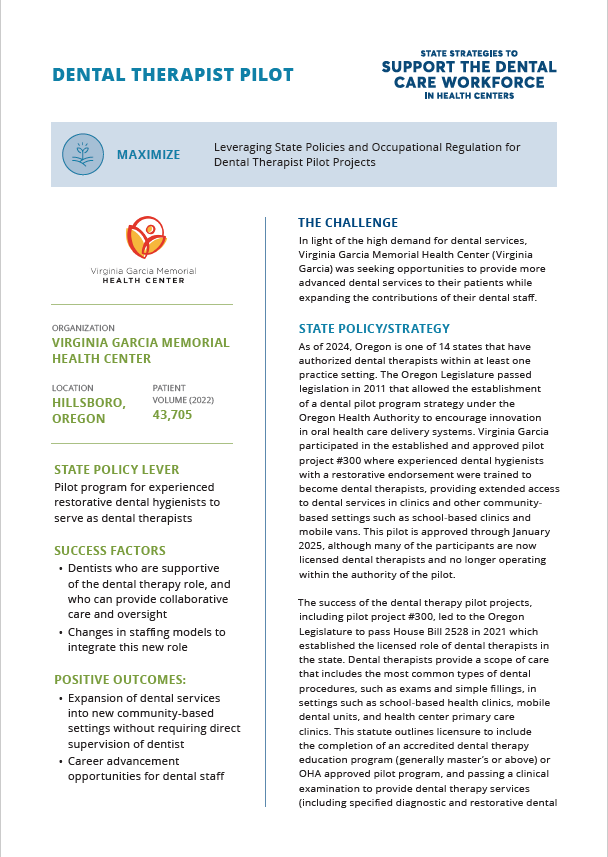 DENTAL THERAPIST PILOT
STATE STRATEGIES TO
SUPPORT THE DENTAL
CARE WORKFORCE
IN HEALTH CENTERS
MAXIMIZE
Leveraging State Policies and Occupational Regulation for
Dental Therapist Pilot Projects
Virginia Garcia Memorial
HEALTH CENTER
ORGANIZATION
VIRGINIA GARCIA MEMORIAL
HEALTH CENTER
LOCATION
HILLSBORO,
OREGON
PATIENT
VOLUME (2022)
43,705
STATE POLICY LEVER
Pilot program for experienced
restorative dental hygienists to
serve as dental therapists
SUCCESS FACTORS
• Dentists who are supportive
of the dental therapy role, and
who can provide collaborative
care and oversight
• Changes in staffing models to
integrate this new role
POSITIVE OUTCOMES:
• Expansion of dental services
into new community-based
settings without requiring direct
supervision of dentist
• Career advancement
opportunities for dental staff
THE CHALLENGE
In light of the high demand for dental services,
Virginia Garcia Memorial Health Center (Virginia
Garcia) was seeking opportunities to provide more
advanced dental services to their patients while
expanding the contributions of their dental staff.
STATE POLICY/STRATEGY
As of 2024, Oregon is one of 14 states that have
authorized dental therapists within at least one
practice setting. The Oregon Legislature passed
legislation in 2011 that allowed the establishment
of a dental pilot program strategy under the
Oregon Health Authority to encourage innovation
in oral health care delivery systems. Virginia Garcia
participated in the established and approved pilot
project #300 where experienced dental hygienists
with a restorative endorsement were trained to
become dental therapists, providing extended access
to dental services in clinics and other community-
based settings such as school-based clinics and
mobile vans. This pilot is approved through January
2025, although many of the participants are now
licensed dental therapists and no longer operating
within the authority of the pilot.
The success of the dental therapy pilot projects,
including pilot project #300, led to the Oregon
Legislature to pass House Bill 2528 in 2021 which
established the licensed role of dental therapists in
the state. Dental therapists provide a scope of care
that includes the most common types of dental
procedures, such as exams and simple fillings, in
settings such as school-based health clinics, mobile
dental units, and health center primary care
clinics. This statute outlines licensure to include
the completion of an accredited dental therapy
education program (generally master's or above) or
OHA approved pilot program, and passing a clinical
examination to provide dental therapy services
(including specified diagnostic and restorative dental